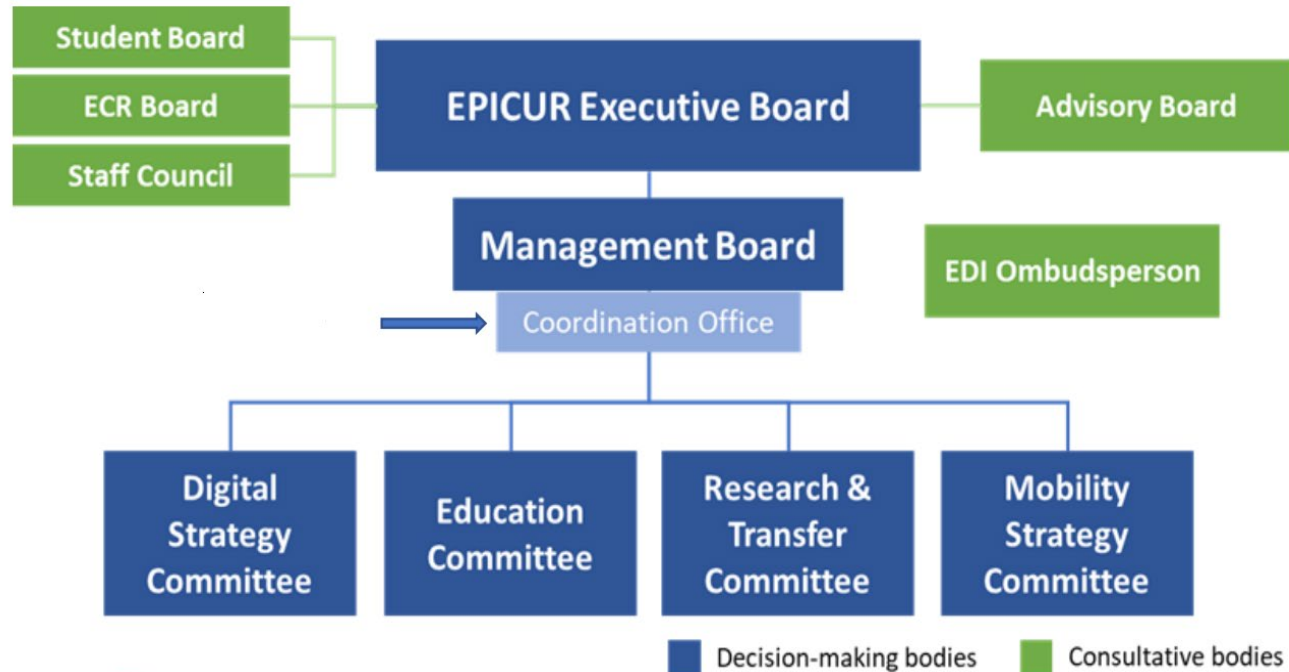 Student Board
ECR Board
Staff Council
EPICUR Executive Board
Advisory Board
Management Board
EDI Ombudsperson
Coordination Office
Digital
Strategy
Committee
Education
Committee
Research &
Transfer
Committee
Mobility
Strategy
Committee
Decision-making bodies
Consultative bodies